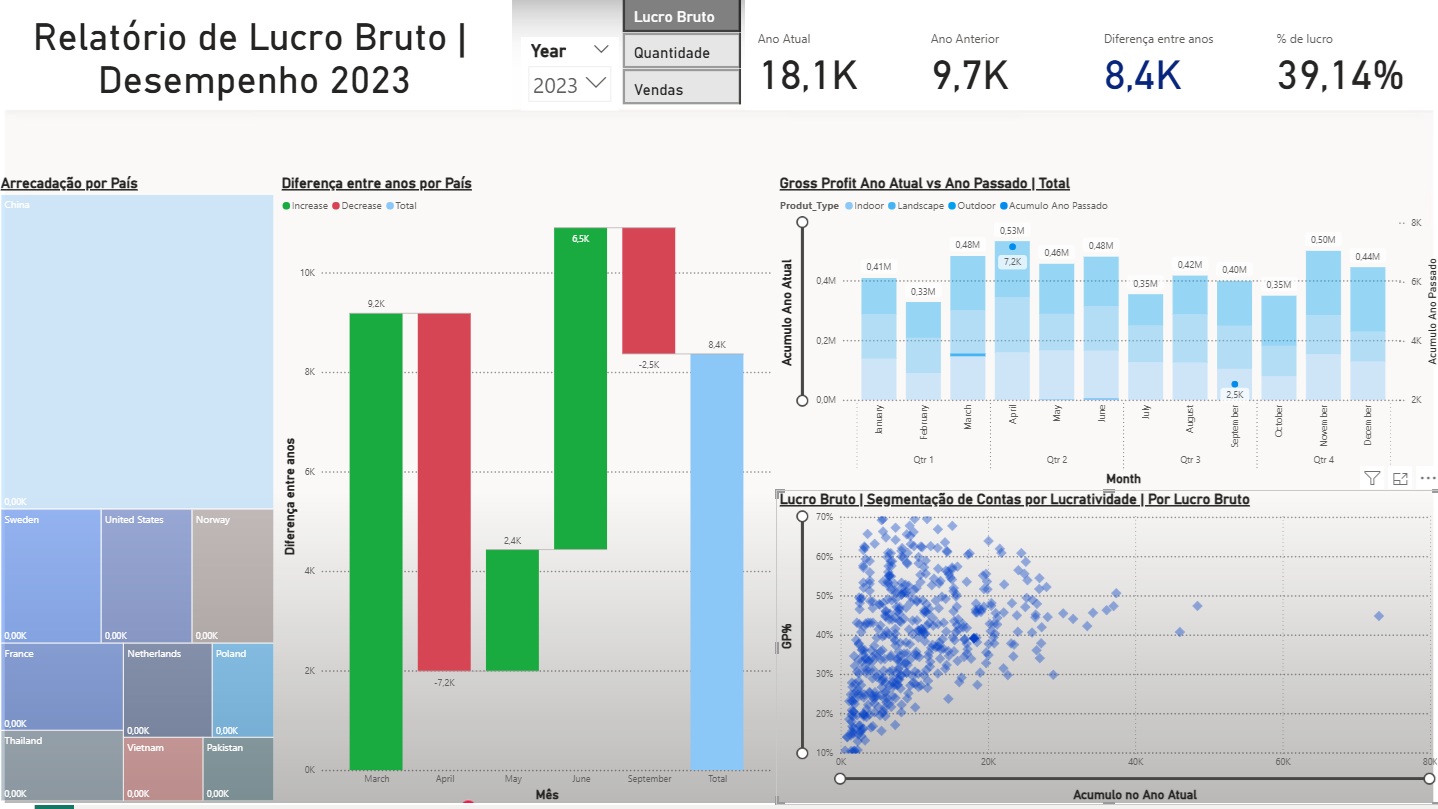 Relatório de Lucro Bruto |
Desempenho 2023
Year
2023
Lucro Bruto
Quantidade
Vendas
Ano Atual
18,1K
Ano Anterior
9,7K
Diferença entre anos
8,4K
% de lucro
39,14%
Arrecadação por País
China
0,00K
Sweden
0,00K
United States
0,00K
Norway
0,00K
France
0,00K
Netherlands
0,00K
Poland
0,00K
Thailand
0,00K
Vietnam
0,00K
Pakistan
0,00K
Diferença entre anos por País
Increase Decrease Total
Diferença entre anos
10K
8K
6K
4K
2K
0K
9,2K
-7,2K
2,4K
6,5K
-2,5K
8,4K
March April May June September Total
Mês
Gross Profit Ano Atual vs Ano Passado | Total
Produt_Type Indoor Landscape Outdoor Acumulo Ano Passado
Acumulo Ano Atual
0,4M
0,2M
0,0M
0,41M
0,33M
0,48M
0,53M
7,2K
0,46M
0,48M
0,35M
0,42M
0,40M
2,5K
0,35M
0,50M
0,44M
8K
6K
4K
2K
Acumulo Ano Passado
January
February
March
April
May
June
July
August
September
October
November
December
Qtr 1 Qtr 2 Qtr 3 Qtr 4
Month
Lucro Bruto | Segmentação de Contas por Lucratividade | Por Lucro Bruto
GP%
70%
60%
50%
40%
30%
20%
10%
0K 20K 40K 60K 80K
Acumulo no Ano Atual